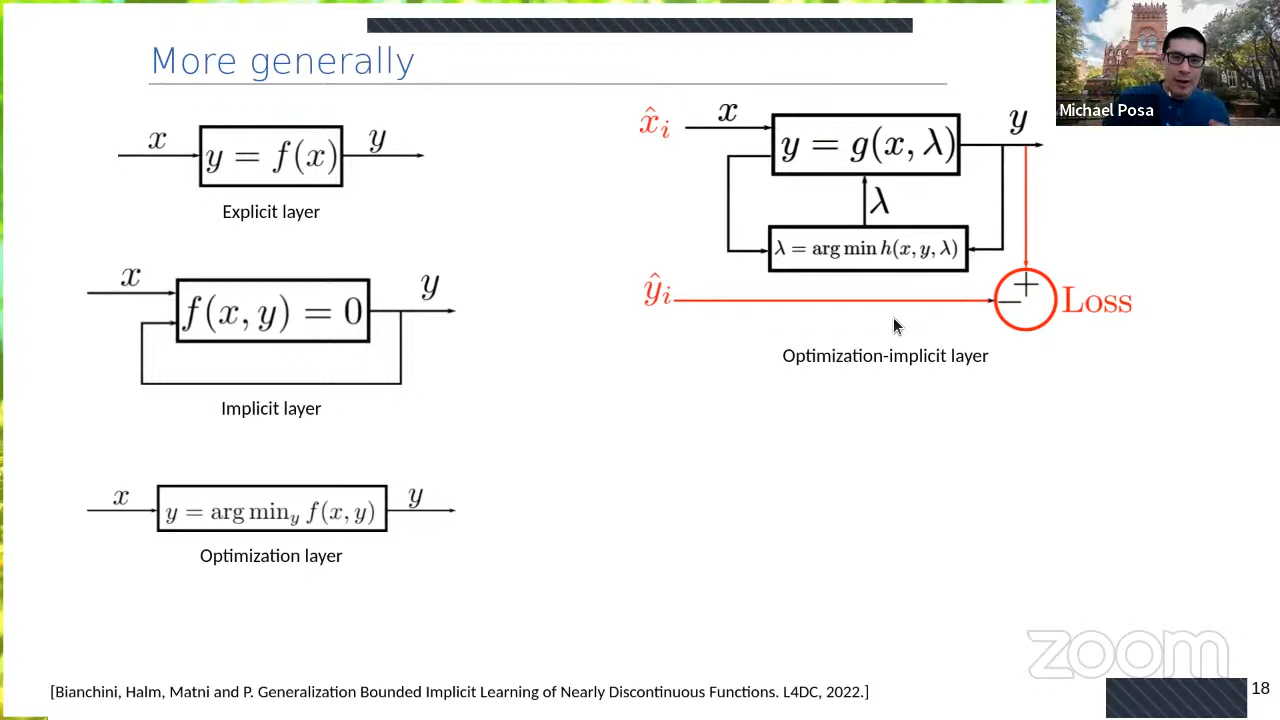 More generally
Michael Posa
x
y = f(x)
y
Explicit layer
x
f(x, y) = 0
y
Implicit layer
x
y = arg min_y f(x, y)
y
Optimization layer
x̂_i
x
y = g(x, λ)
y
λ
λ = arg min h(x, y, λ)
ŷ_i
+
−
Loss
Optimization-implicit layer
zoom
[Bianchini, Halm, Matni and P. Generalization Bounded Implicit Learning of Nearly Discontinuous Functions. L4DC, 2022.]
18